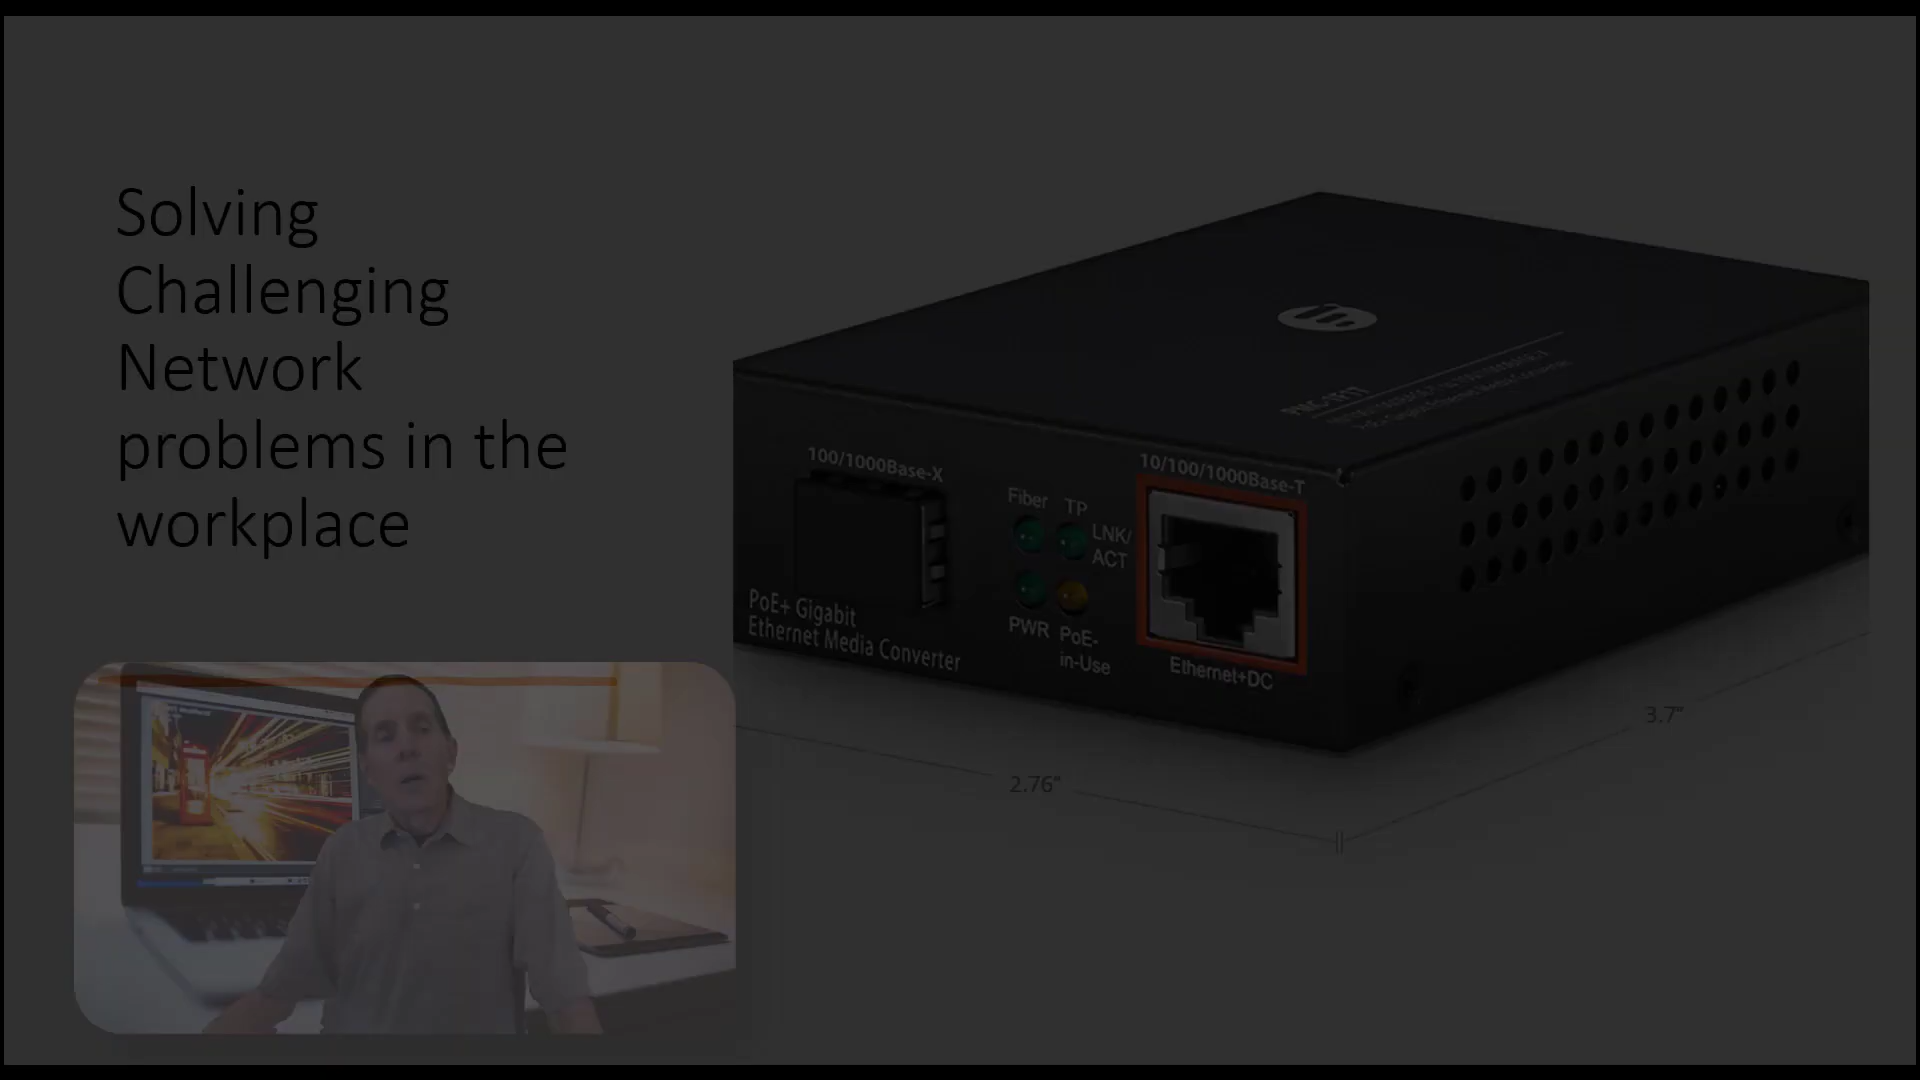 Solving
Challenging
Network
problems in the
workplace
100/1000Base-X
Fiber TP
LNK/
ACT
PWR PoE-
in-Use
10/100/1000Base-T
Ethernet+DC
PoE+ Gigabit
Ethernet Media Converter
2.76"
3.7"